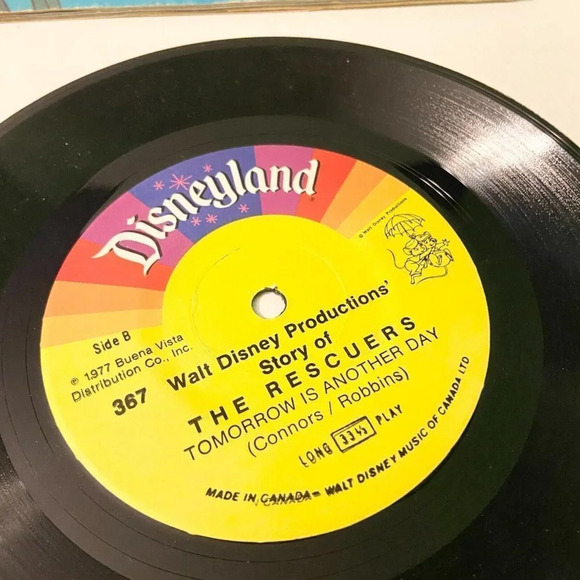 Disneyland
© Walt Disney Productions
Side B
℗ 1977 Buena Vista
Distribution Co., Inc.
367
Walt Disney Productions'
Story of
THE RESCUERS
TOMORROW IS ANOTHER DAY
(Connors / Robbins)
LONG 33⅓ PLAY
MADE IN CANADA – WALT DISNEY MUSIC OF CANADA LTD